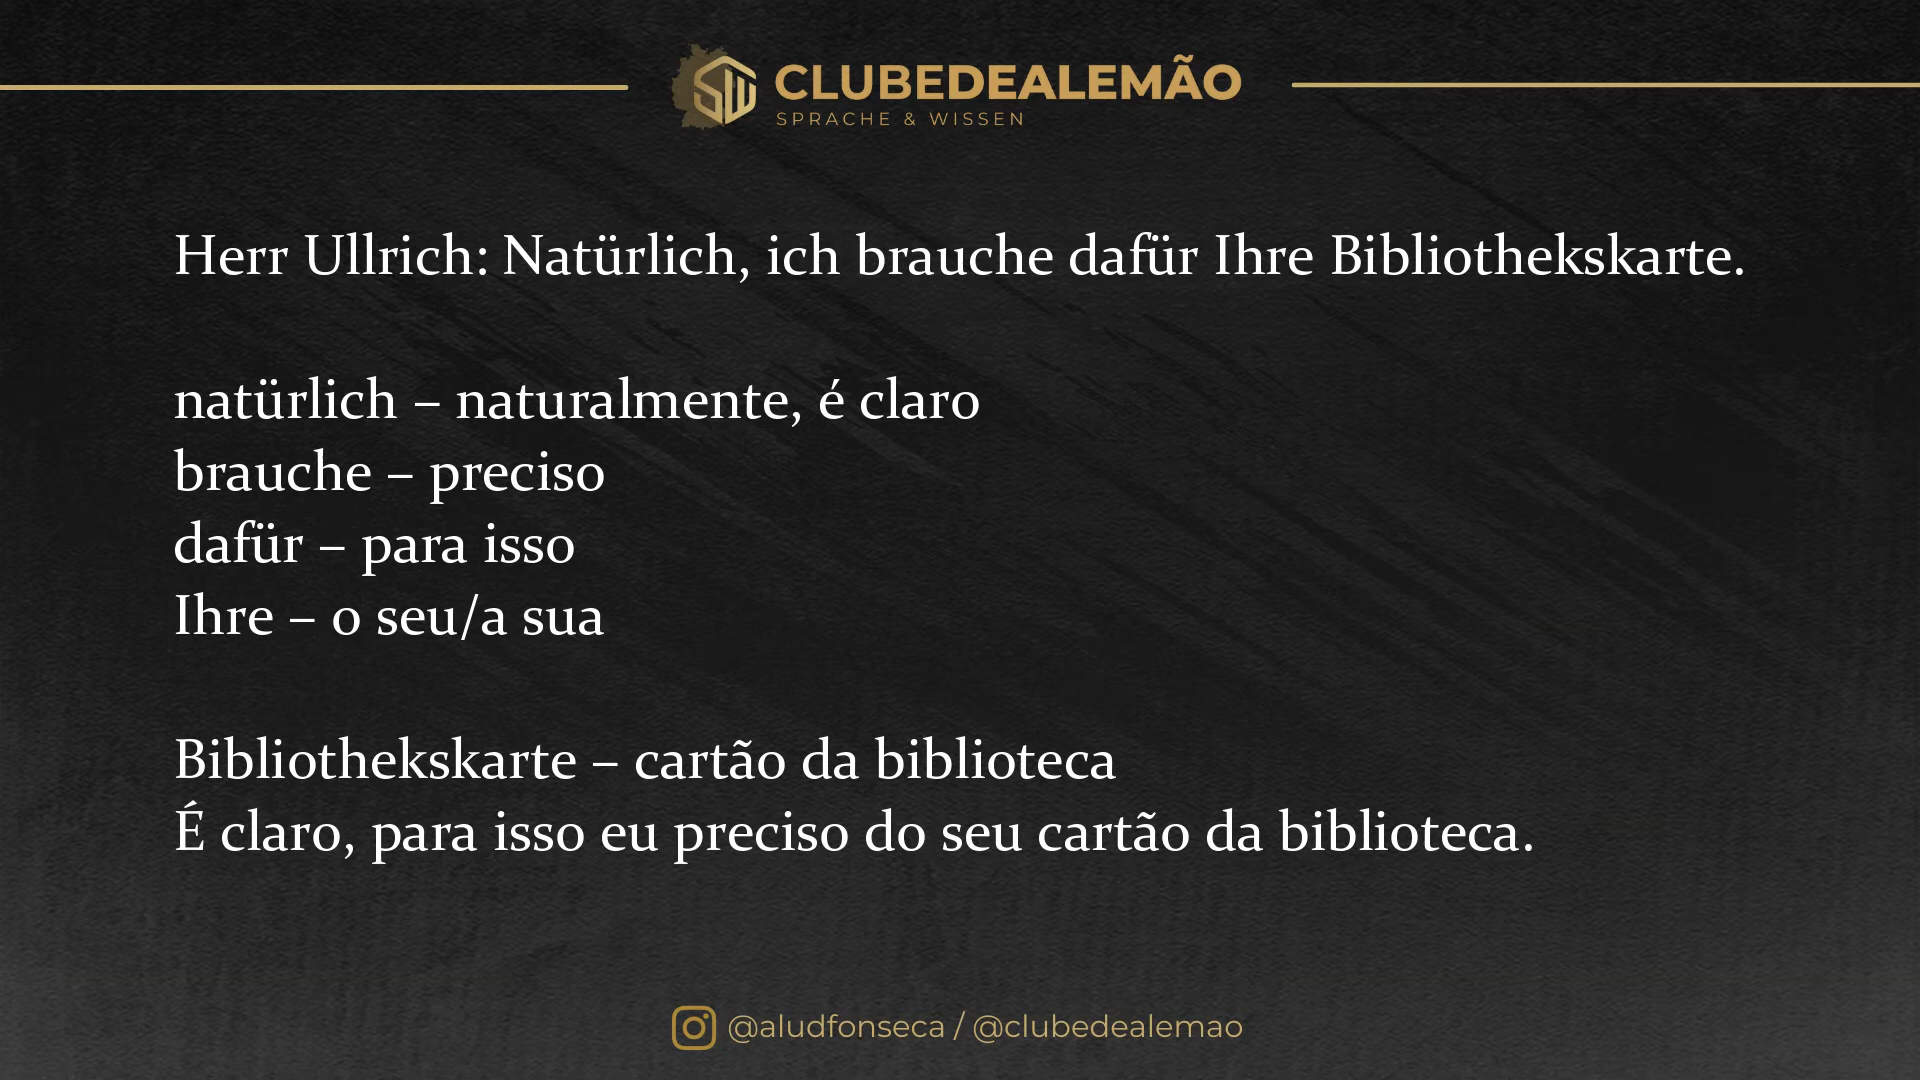 CLUBEDEALEMÃO
SPRACHE & WISSEN
Herr Ullrich: Natürlich, ich brauche dafür Ihre Bibliothekskarte.
natürlich – naturalmente, é claro
brauche – preciso
dafür – para isso
Ihre – o seu/a sua
Bibliothekskarte – cartão da biblioteca
É claro, para isso eu preciso do seu cartão da biblioteca.
@aludfonseca / @clubedealemao